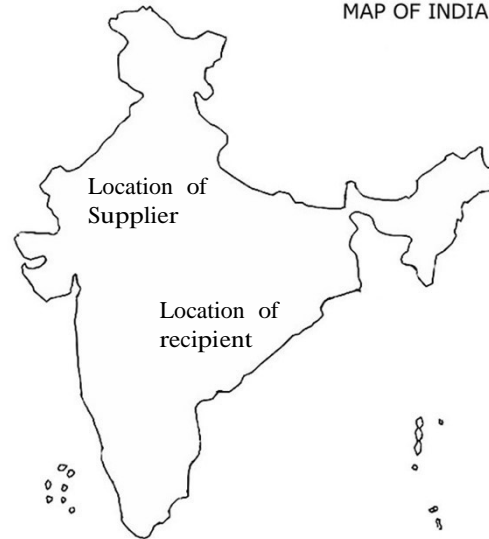 MAP OF INDIA
Location of
Supplier
Location of
recipient